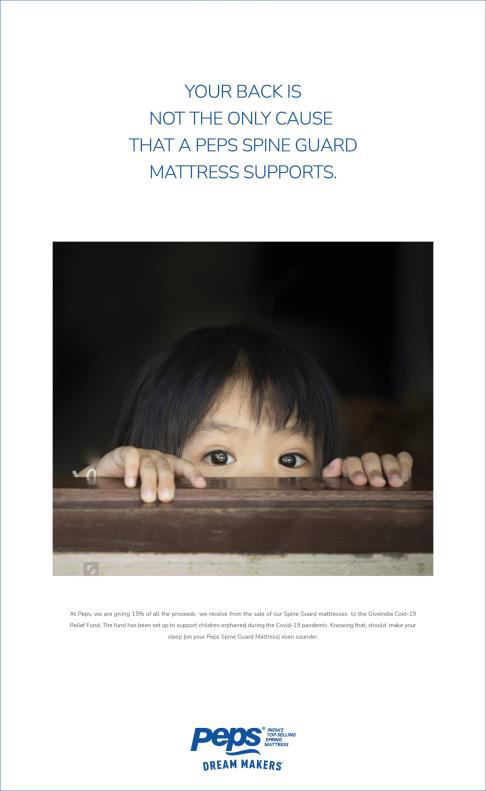 YOUR BACK IS
NOT THE ONLY CAUSE
THAT A PEPS SPINE GUARD
MATTRESS SUPPORTS.
At Peps, we are giving 15% of all the proceeds we receive from the sale of our Spine Guard mattresses to the GiveIndia Coid-19
Relief Fund. The fund has been set up to support children orphaned during the Covid-19 pandemic. Knowing that, should make your
sleep (on your Peps Spine Guard Mattress) even sounder.
Peps®
INDIA'S
TOP-SELLING
SPRING
MATTRESS
DREAM MAKERS